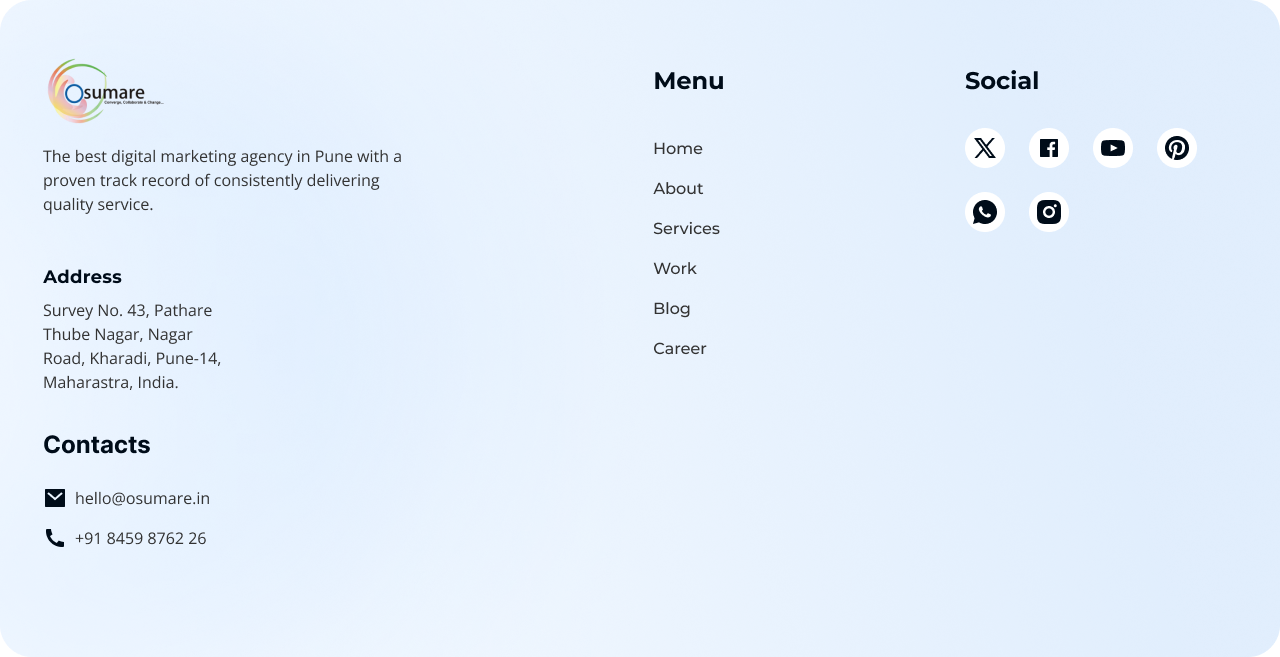 Osumare
Converge, Collaborate & Change...
The best digital marketing agency in Pune with a
proven track record of consistently delivering
quality service.
Address
Survey No. 43, Pathare
Thube Nagar, Nagar
Road, Kharadi, Pune-14,
Maharastra, India.
Contacts
hello@osumare.in
+91 8459 8762 26
Menu
Home
About
Services
Work
Blog
Career
Social